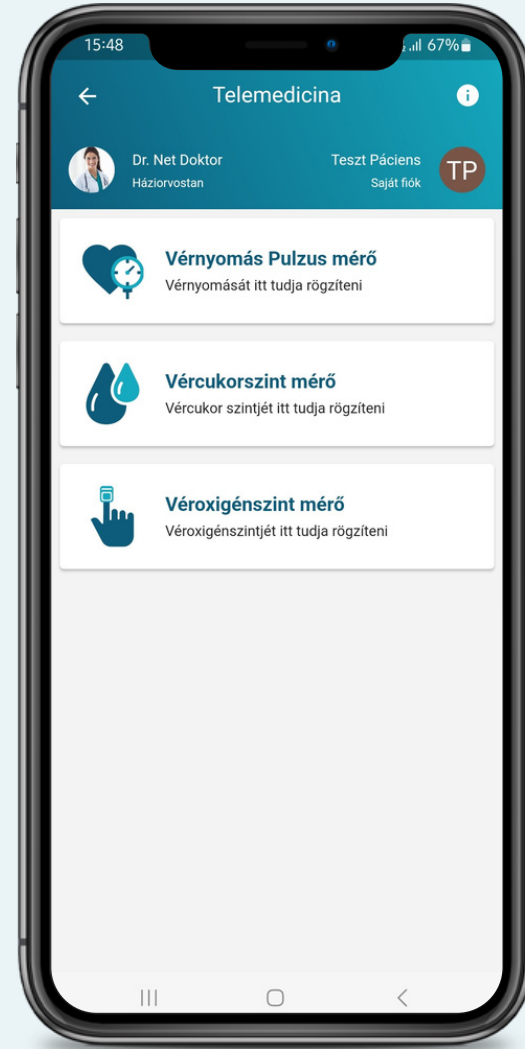 15:48
67%
Telemedicina
Dr. Net Doktor
Háziorvostan
Teszt Páciens
Saját fiók
TP
Vérnyomás Pulzus mérő
Vérnyomását itt tudja rögzíteni
Vércukorszint mérő
Vércukor szintjét itt tudja rögzíteni
Véroxigénszint mérő
Véroxigénszintjét itt tudja rögzíteni